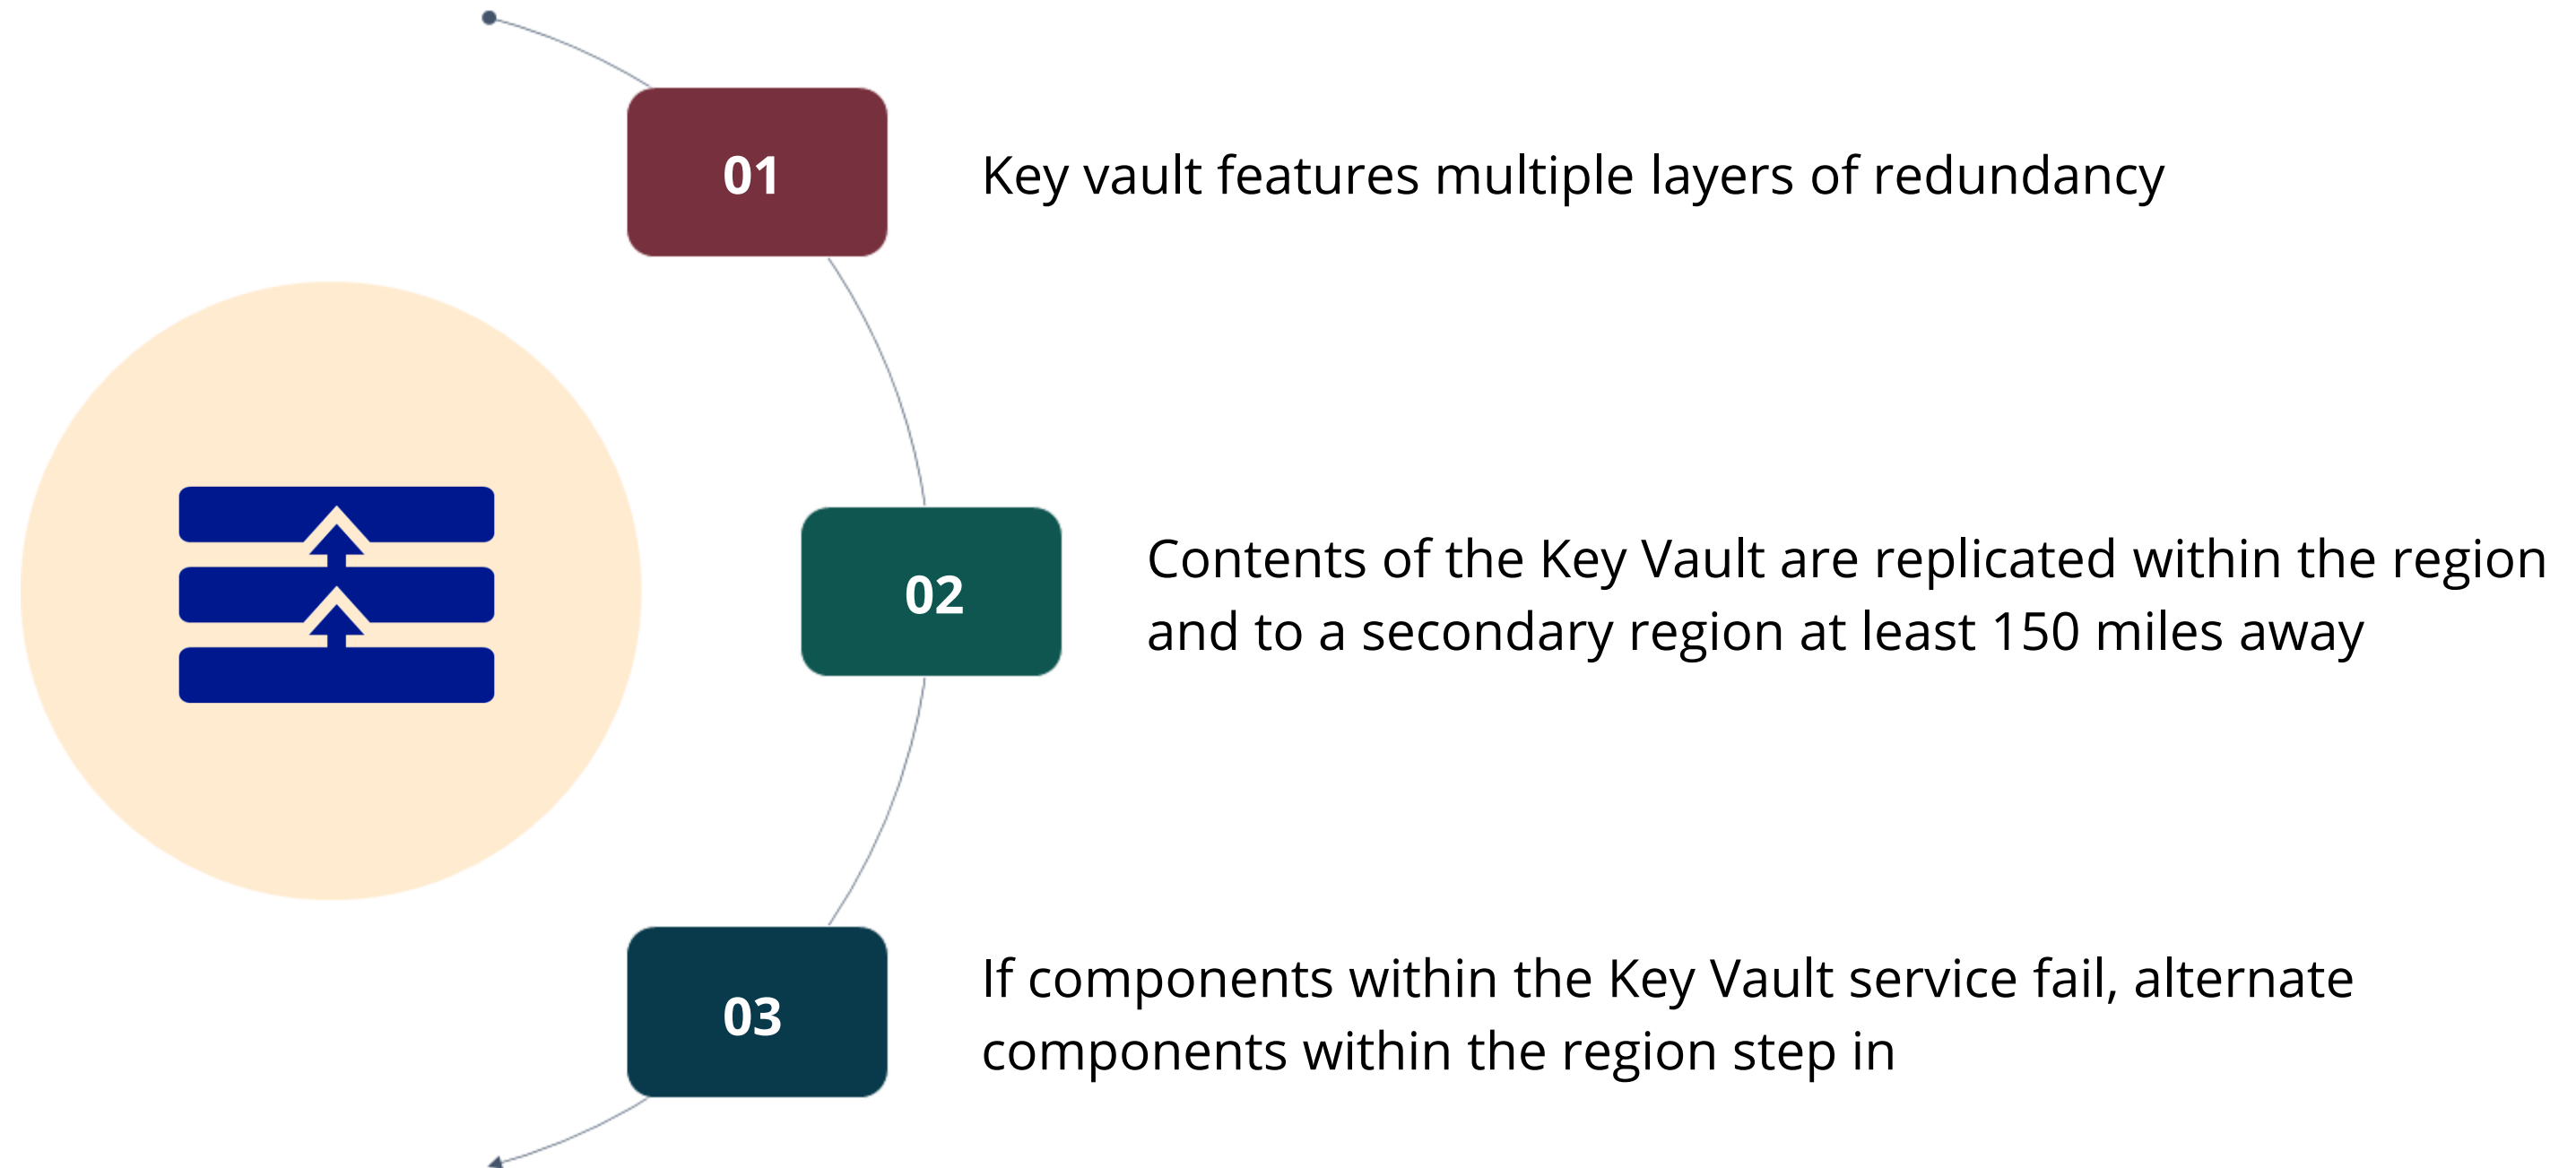 01
Key vault features multiple layers of redundancy
02
Contents of the Key Vault are replicated within the region
and to a secondary region at least 150 miles away
03
If components within the Key Vault service fail, alternate
components within the region step in